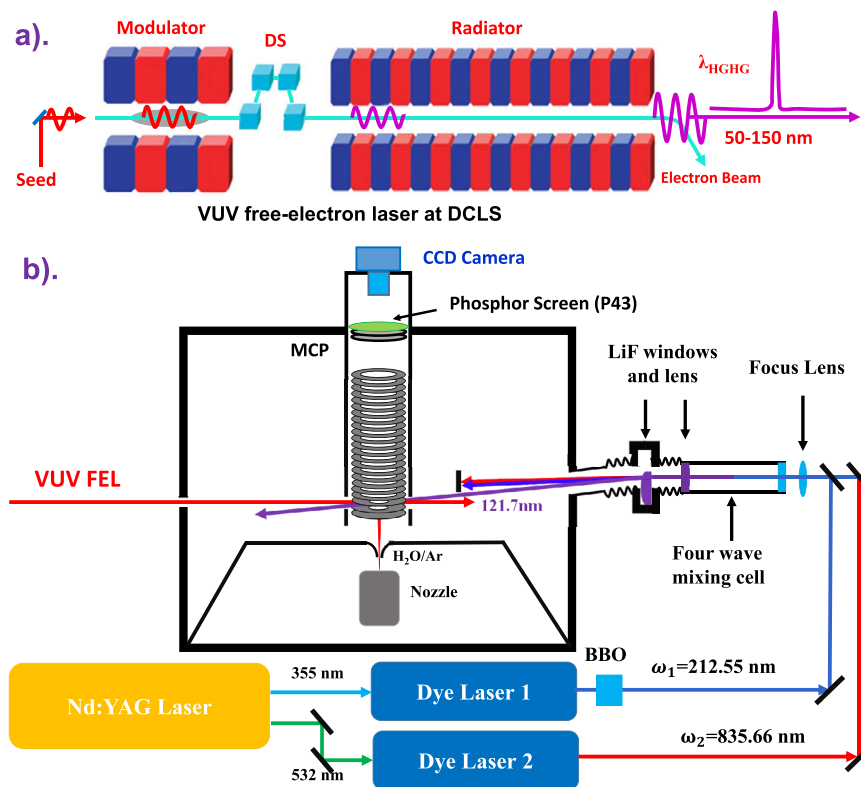 a).
Modulator
DS
Radiator
λHGHG
50-150 nm
Seed
Electron Beam
VUV free-electron laser at DCLS
b).
CCD Camera
Phosphor Screen (P43)
MCP
LiF windows
and lens
Focus Lens
VUV FEL
121.7nm
H₂O/Ar
Nozzle
Four wave
mixing cell
BBO
355 nm
Dye Laser 1
ω₁=212.55 nm
Nd:YAG Laser
532 nm
Dye Laser 2
ω₂=835.66 nm